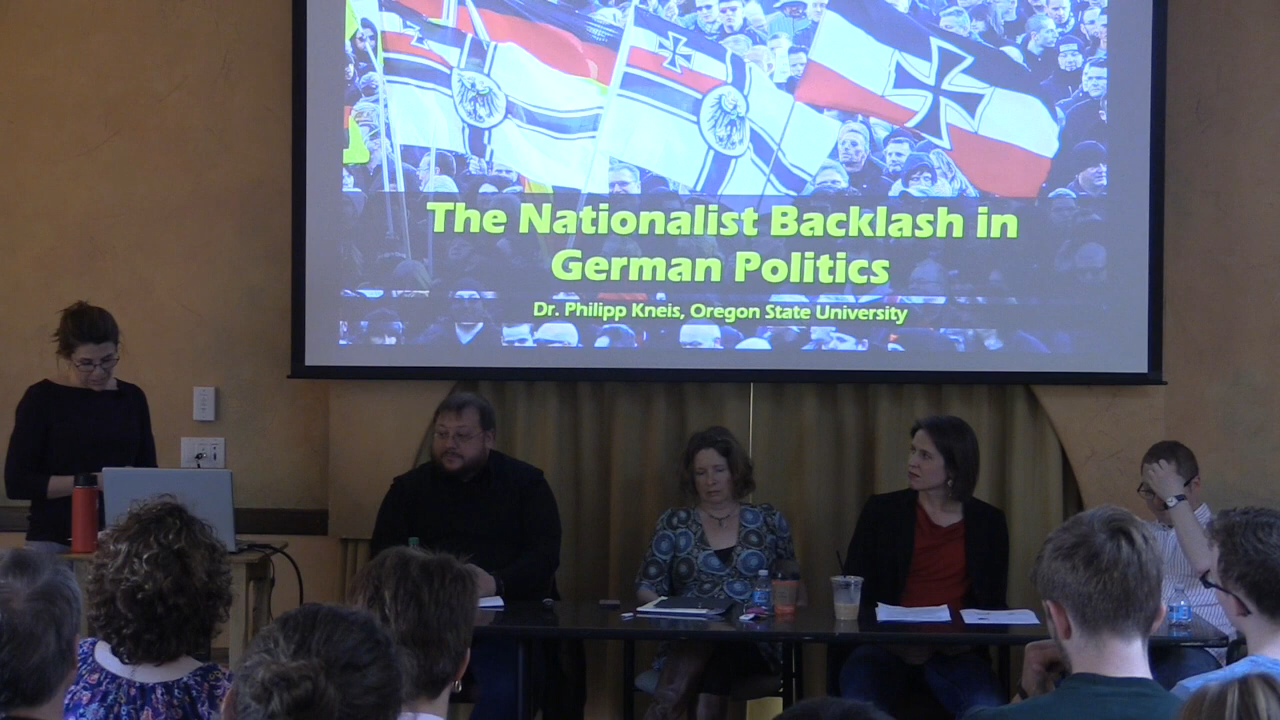 The Nationalist Backlash in
German Politics
Dr. Philipp Kneis, Oregon State University